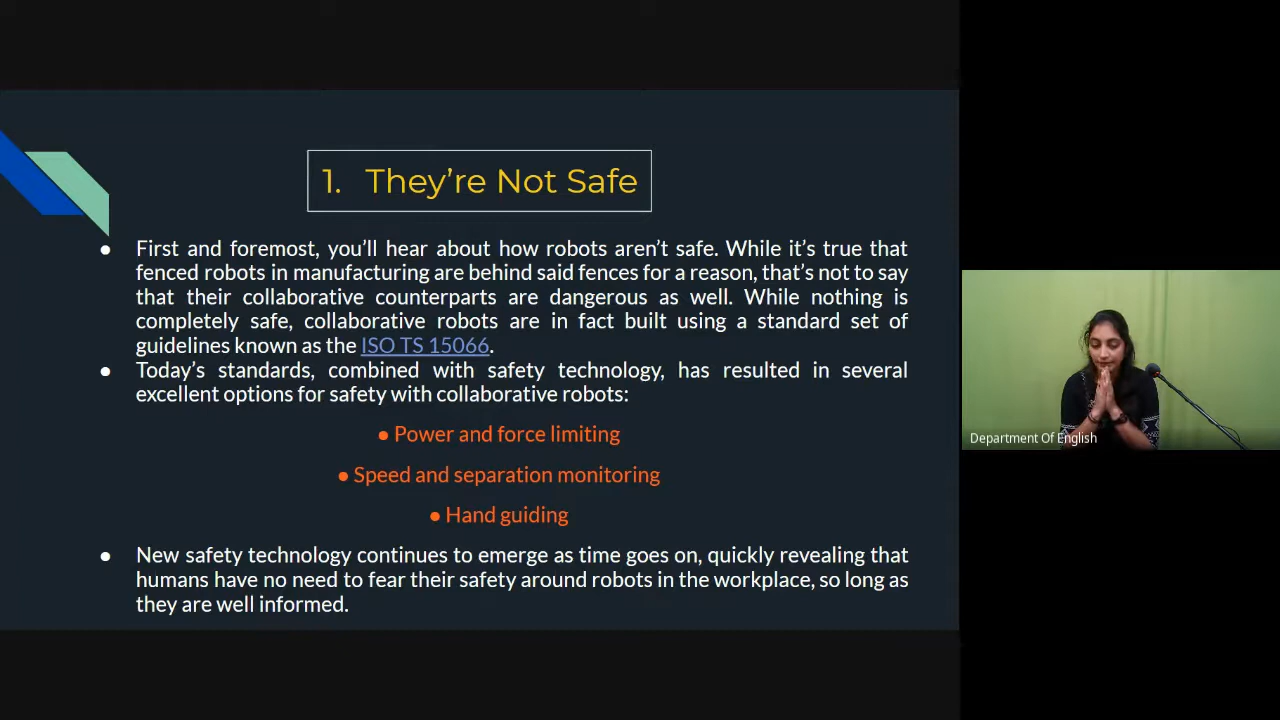 1. They’re Not Safe
● First and foremost, you’ll hear about how robots aren’t safe. While it’s true that
fenced robots in manufacturing are behind said fences for a reason, that’s not to say
that their collaborative counterparts are dangerous as well. While nothing is
completely safe, collaborative robots are in fact built using a standard set of
guidelines known as the ISO TS 15066.
● Today’s standards, combined with safety technology, has resulted in several
excellent options for safety with collaborative robots:
● Power and force limiting
● Speed and separation monitoring
● Hand guiding
● New safety technology continues to emerge as time goes on, quickly revealing that
humans have no need to fear their safety around robots in the workplace, so long as
they are well informed.
Department Of English